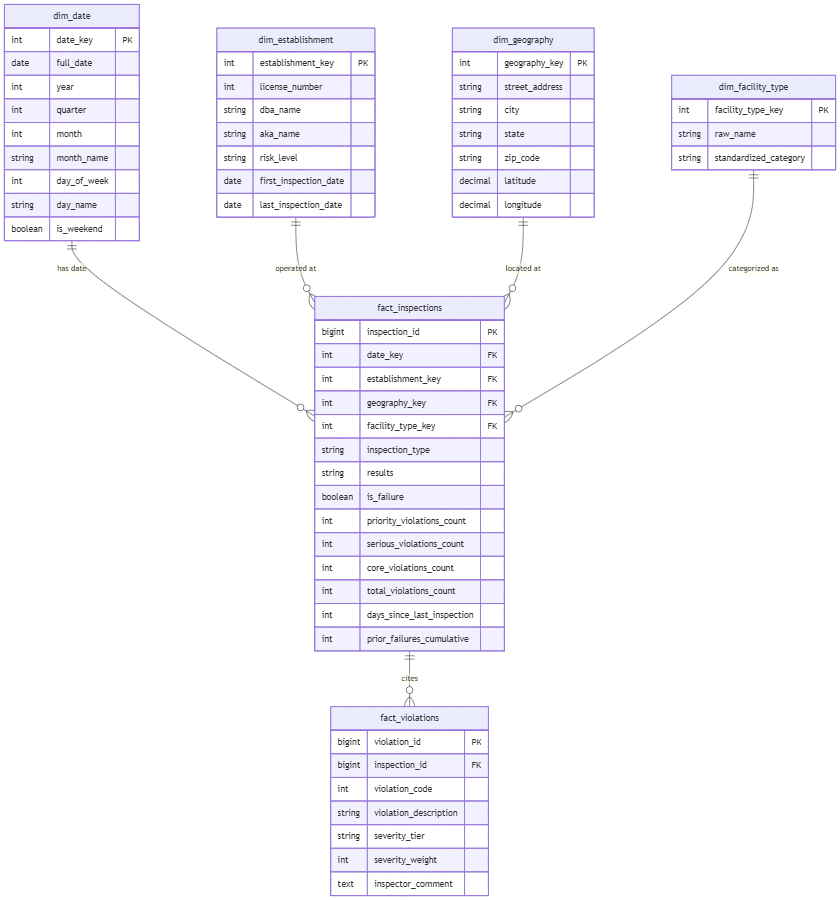 dim_date
int date_key PK
date full_date
int year
int quarter
int month
string month_name
int day_of_week
string day_name
boolean is_weekend
dim_establishment
int establishment_key PK
int license_number
string dba_name
string aka_name
string risk_level
date first_inspection_date
date last_inspection_date
dim_geography
int geography_key PK
string street_address
string city
string state
string zip_code
decimal latitude
decimal longitude
dim_facility_type
int facility_type_key PK
string raw_name
string standardized_category
has date
operated at
located at
categorized as
fact_inspections
bigint inspection_id PK
int date_key FK
int establishment_key FK
int geography_key FK
int facility_type_key FK
string inspection_type
string results
boolean is_failure
int priority_violations_count
int serious_violations_count
int core_violations_count
int total_violations_count
int days_since_last_inspection
int prior_failures_cumulative
cites
fact_violations
bigint violation_id PK
bigint inspection_id FK
int violation_code
string violation_description
string severity_tier
int severity_weight
text inspector_comment